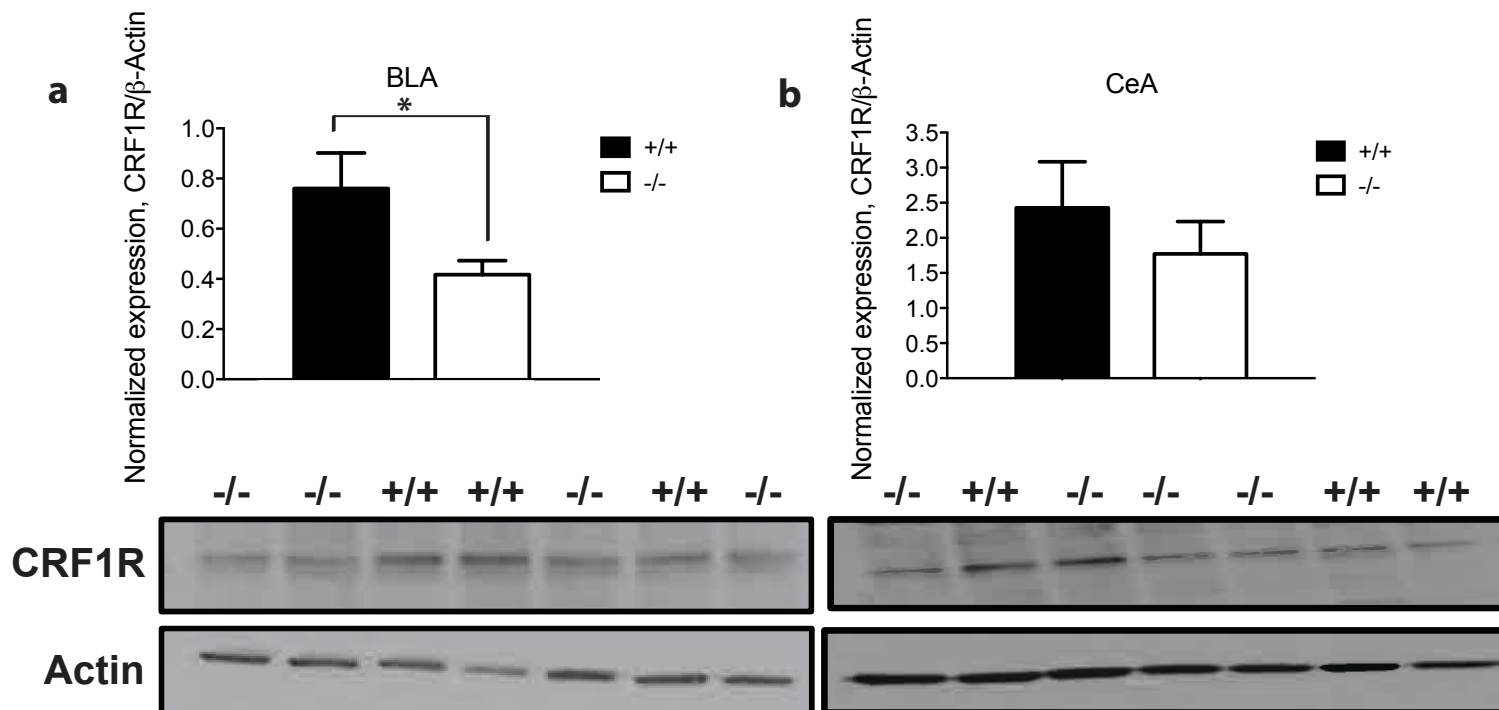 a
BLA
*
Normalized expression, CRF1R/β-Actin
1.0
0.8
0.6
0.4
0.2
0.0
+/+
-/-
b
CeA
Normalized expression, CRF1R/β-Actin
3.5
3.0
2.5
2.0
1.5
1.0
0.5
0.0
+/+
-/-
-/- -/- +/+ +/+ -/- +/+ -/-
-/- +/+ -/- -/- -/- +/+ +/+
CRF1R
Actin